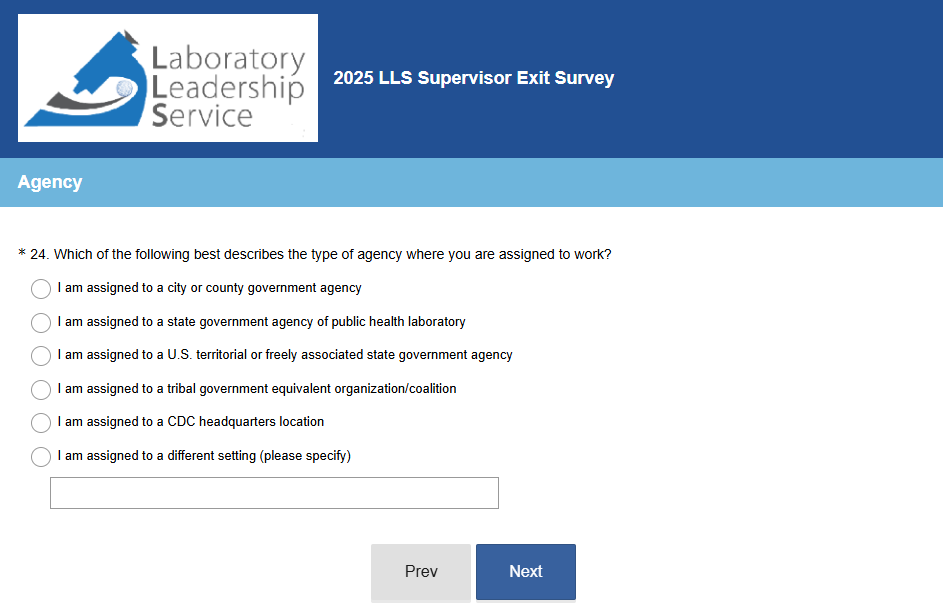 Laboratory
Leadership
Service
2025 LLS Supervisor Exit Survey
Agency
* 24. Which of the following best describes the type of agency where you are assigned to work?
I am assigned to a city or county government agency
I am assigned to a state government agency of public health laboratory
I am assigned to a U.S. territorial or freely associated state government agency
I am assigned to a tribal government equivalent organization/coalition
I am assigned to a CDC headquarters location
I am assigned to a different setting (please specify)
Prev
Next